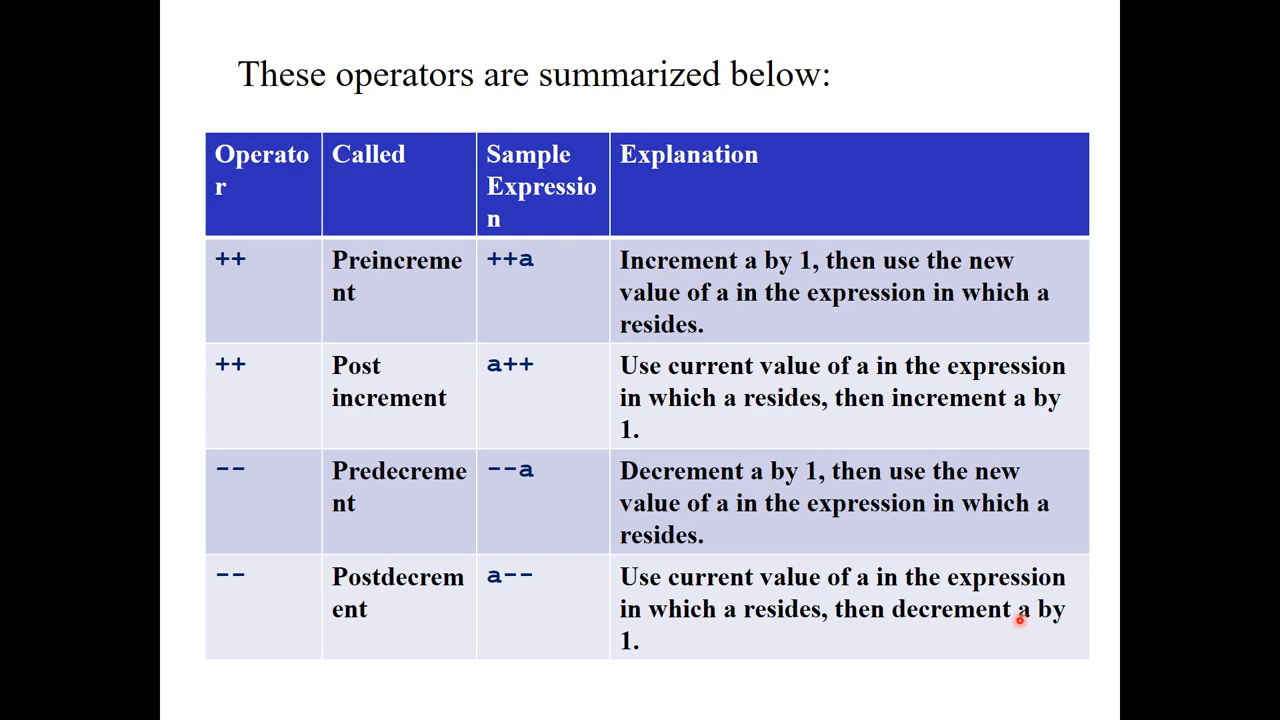 These operators are summarized below:
Operato
r
Called
Sample
Expressio
n
Explanation
++
Preincreme
nt
++a
Increment a by 1, then use the new
value of a in the expression in which a
resides.
++
Post
increment
a++
Use current value of a in the expression
in which a resides, then increment a by
1.
--
Predecreme
nt
--a
Decrement a by 1, then use the new
value of a in the expression in which a
resides.
--
Postdecrem
ent
a--
Use current value of a in the expression
in which a resides, then decrement a by
1.